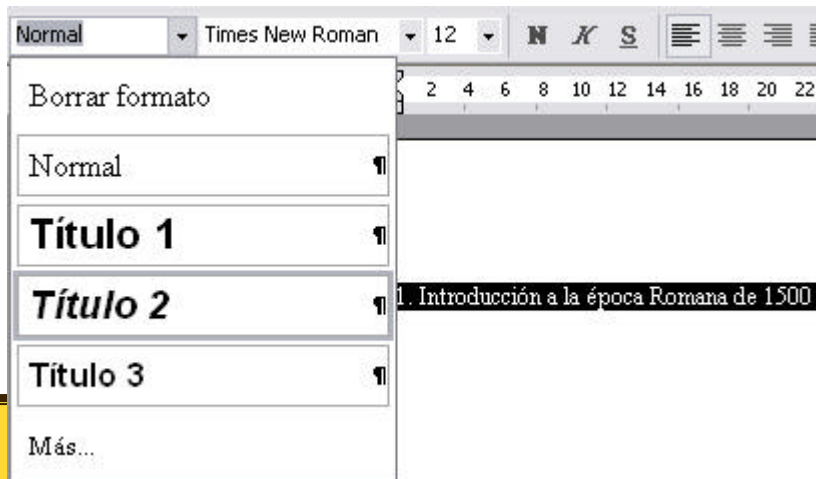 Normal Times New Roman 12 N K S
2 4 6 8 10 12 14 16 18 20 22
Borrar formato
Normal ¶
Título 1 ¶
Título 2 ¶
1. Introducción a la época Romana de 1500
Título 3 ¶
Más...